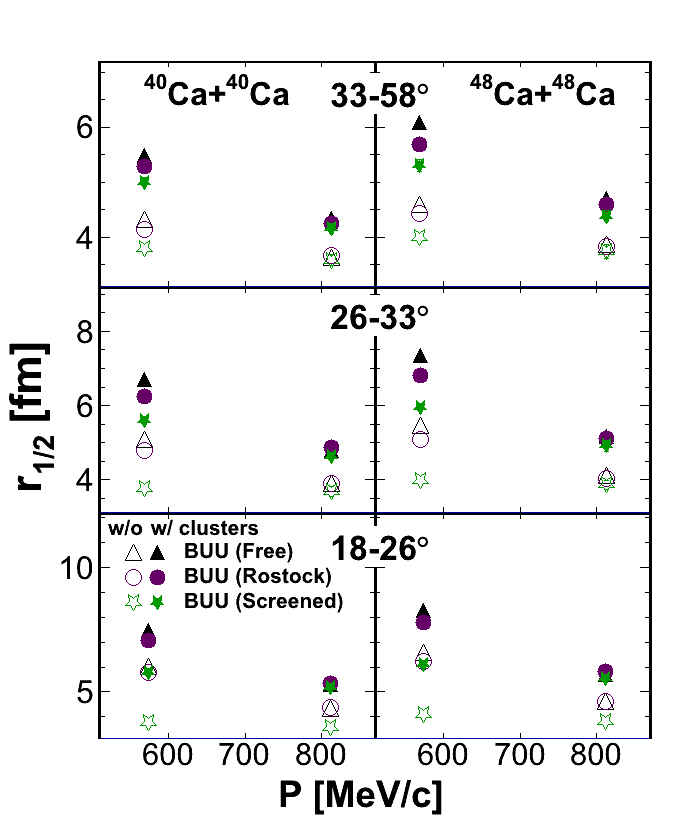 ⁴⁰Ca+⁴⁰Ca
33-58°
⁴⁸Ca+⁴⁸Ca
6
4
26-33°
8
6
4
r₁/₂ [fm]
w/o w/ clusters
BUU (Free)
BUU (Rostock)
BUU (Screened)
18-26°
10
5
600 700 800 600 700 800
P [MeV/c]